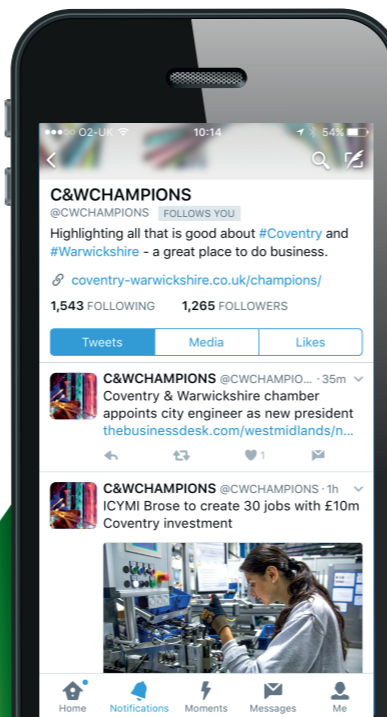 O2-UK 10:14 54%
C&WCHAMPIONS
@CWCHAMPIONS FOLLOWS YOU
Highlighting all that is good about #Coventry and
#Warwickshire - a great place to do business.
coventry-warwickshire.co.uk/champions/
1,543 FOLLOWING 1,265 FOLLOWERS
Tweets Media Likes
C&WCHAMPIONS @CWCHAMPIO... · 35m
Coventry & Warwickshire chamber
appoints city engineer as new president
thebusinessdesk.com/westmidlands/n...
1
C&WCHAMPIONS @CWCHAMPIONS · 1h
ICYMI Brose to create 30 jobs with £10m
Coventry investment
Home Notifications Moments Messages Me